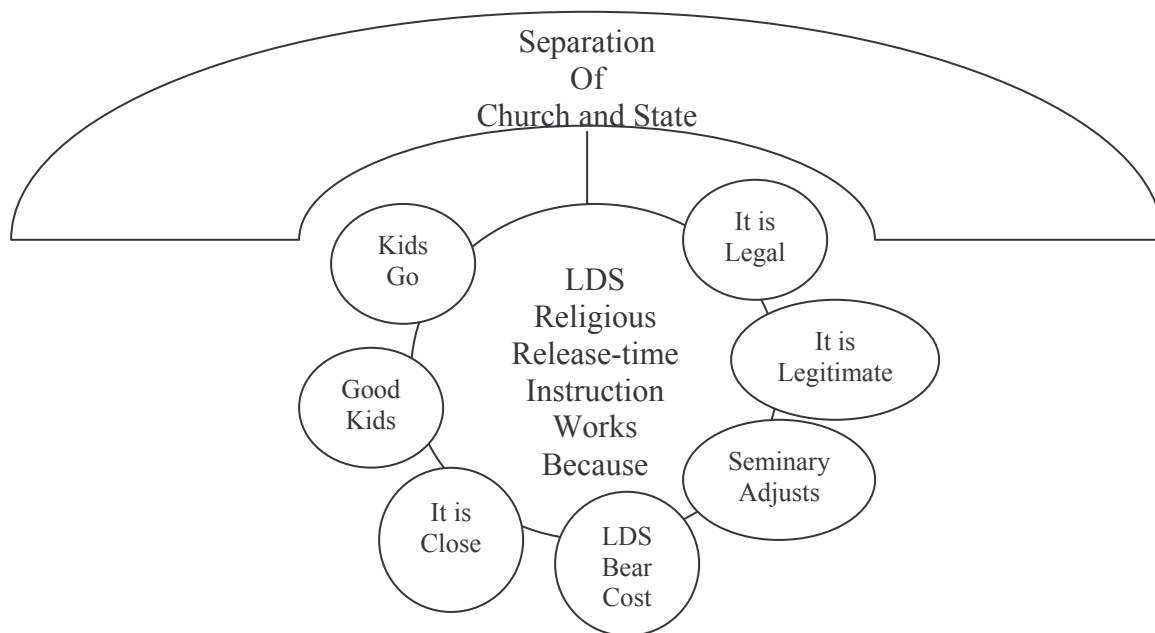 Separation
Of
Church and State
Kids
Go
It is
Legal
LDS
Religious
Release-time
Instruction
Works
Because
It is
Legitimate
Good
Kids
Seminary
Adjusts
It is
Close
LDS
Bear
Cost